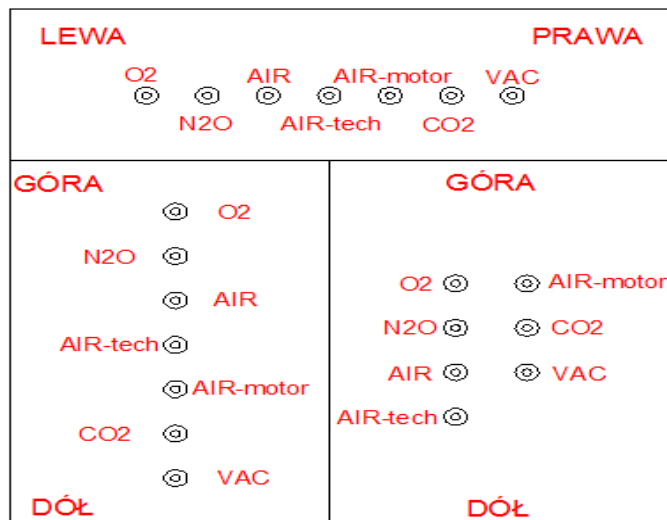 LEWA PRAWA
O2 AIR AIR-motor VAC
N2O AIR-tech CO2
GÓRA
O2
N2O
AIR
AIR-tech
AIR-motor
CO2
VAC
DÓŁ
GÓRA
O2 AIR-motor
N2O CO2
AIR VAC
AIR-tech
DÓŁ